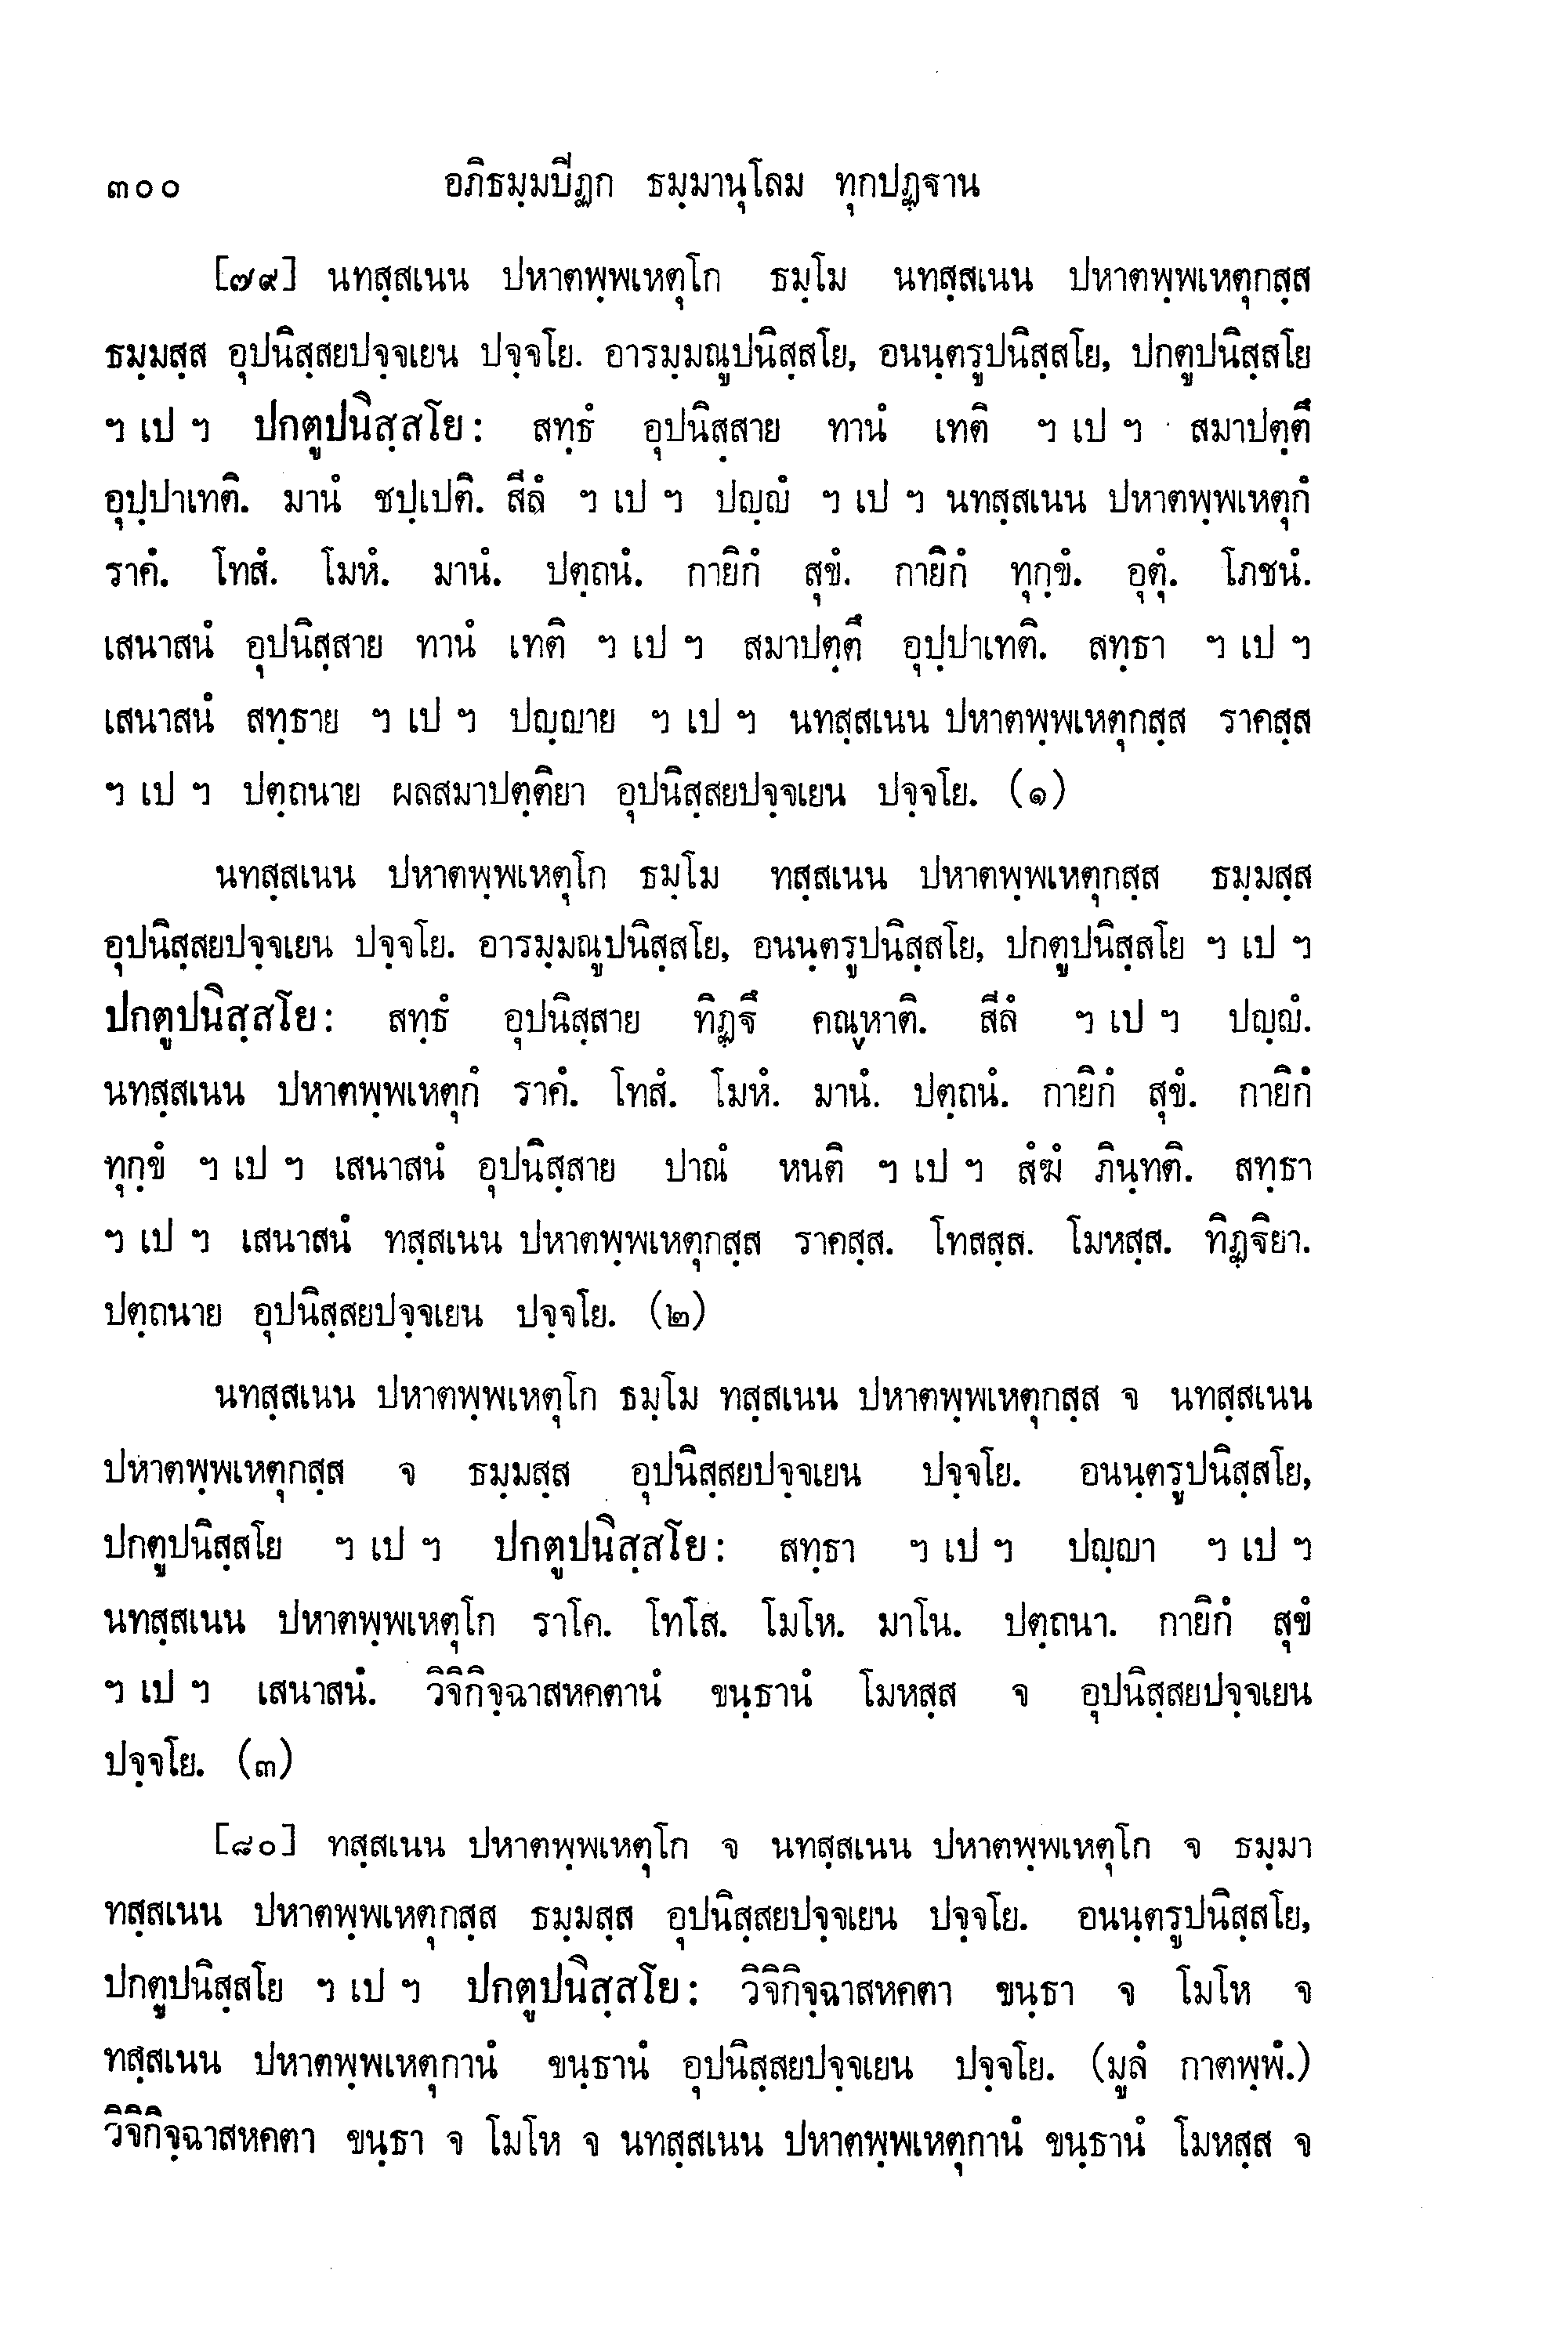 ๓๐๐ อภิธมฺมปิฏก ธมฺมานุโลม ทุกปฏฺฐาน
[๗๙] นทสฺสเนน ปหาตพฺพเหตุโก ธมฺโม นทสฺสเนน ปหาตพฺพเหตุกสฺส
ธมฺมสฺส อุปนิสฺสยปจฺจเยน ปจฺจโย. อารมฺมณูปนิสฺสโย, อนนฺตรูปนิสฺสโย, ปกตูปนิสฺสโย
ฯ เป ฯ ปกตูปนิสฺสโย: สทฺธํ อุปนิสฺสาย ทานํ เทติ ฯ เป ฯ สมาปตฺตึ
อุปฺปาเทติ. มานํ ชปฺเปติ. สีลํ ฯ เป ฯ ปญฺญํ ฯ เป ฯ นทสฺสเนน ปหาตพฺพเหตุกํ
ราคํ. โทสํ. โมหํ. มานํ. ปตฺถนํ. กายิกํ สุขํ. กายิกํ ทุกฺขํ. อุตุํ. โภชนํ.
เสนาสนํ อุปนิสฺสาย ทานํ เทติ ฯ เป ฯ สมาปตฺตึ อุปฺปาเทติ. สทฺธา ฯ เป ฯ
เสนาสนํ สทฺธาย ฯ เป ฯ ปญฺญาย ฯ เป ฯ นทสฺสเนน ปหาตพฺพเหตุกสฺส ราคสฺส
ฯ เป ฯ ปตฺถนาย ผลสมาปตฺติยา อุปนิสฺสยปจฺจเยน ปจฺจโย. (๑)
นทสฺสเนน ปหาตพฺพเหตุโก ธมฺโม ทสฺสเนน ปหาตพฺพเหตุกสฺส ธมฺมสฺส
อุปนิสฺสยปจฺจเยน ปจฺจโย. อารมฺมณูปนิสฺสโย, อนนฺตรูปนิสฺสโย, ปกตูปนิสฺสโย ฯ เป ฯ
ปกตูปนิสฺสโย: สทฺธํ อุปนิสฺสาย ทิฏฺฐึ คณฺหาติ. สีลํ ฯ เป ฯ ปญฺญํ.
นทสฺสเนน ปหาตพฺพเหตุกํ ราคํ. โทสํ. โมหํ. มานํ. ปตฺถนํ. กายิกํ สุขํ. กายิกํ
ทุกฺขํ ฯ เป ฯ เสนาสนํ อุปนิสฺสาย ปาณํ หนติ ฯ เป ฯ สํฆํ ภินฺทติ. สทฺธา
ฯ เป ฯ เสนาสนํ ทสฺสเนน ปหาตพฺพเหตุกสฺส ราคสฺส. โทสสฺส. โมหสฺส. ทิฏฺฐิยา.
ปตฺถนาย อุปนิสฺสยปจฺจเยน ปจฺจโย. (๒)
นทสฺสเนน ปหาตพฺพเหตุโก ธมฺโม ทสฺสเนน ปหาตพฺพเหตุกสฺส จ นทสฺสเนน
ปหาตพฺพเหตุกสฺส จ ธมฺมสฺส อุปนิสฺสยปจฺจเยน ปจฺจโย. อนนฺตรูปนิสฺสโย,
ปกตูปนิสฺสโย ฯ เป ฯ ปกตูปนิสฺสโย: สทฺธา ฯ เป ฯ ปญฺญา ฯ เป ฯ
นทสฺสเนน ปหาตพฺพเหตุโก ราโค. โทโส. โมโห. มาโน. ปตฺถนา. กายิกํ สุขํ
ฯ เป ฯ เสนาสนํ. วิจิกิจฺฉาสหคตานํ ขนฺธานํ โมหสฺส จ อุปนิสฺสยปจฺจเยน
ปจฺจโย. (๓)
[๘๐] ทสฺสเนน ปหาตพฺพเหตุโก จ นทสฺสเนน ปหาตพฺพเหตุโก จ ธมฺมา
ทสฺสเนน ปหาตพฺพเหตุกสฺส ธมฺมสฺส อุปนิสฺสยปจฺจเยน ปจฺจโย. อนนฺตรูปนิสฺสโย,
ปกตูปนิสฺสโย ฯ เป ฯ ปกตูปนิสฺสโย: วิจิกิจฺฉาสหคตา ขนฺธา จ โมโห จ
ทสฺสเนน ปหาตพฺพเหตุกานํ ขนฺธานํ อุปนิสฺสยปจฺจเยน ปจฺจโย. (มูลํ กาตพฺพํ.)
วิจิกิจฺฉาสหคตา ขนฺธา จ โมโห จ นทสฺสเนน ปหาตพฺพเหตุกานํ ขนฺธานํ โมหสฺส จ